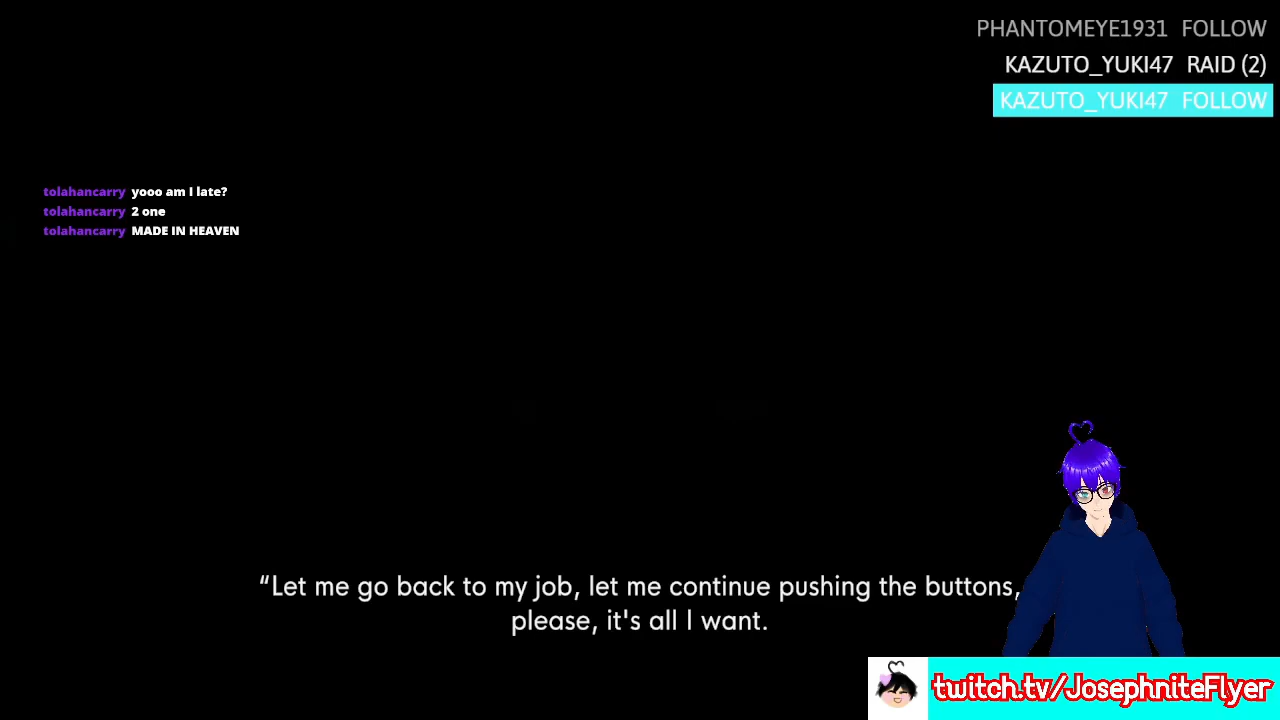 PHANTOMEYE1931 FOLLOW
KAZUTO_YUKI47 RAID (2)
KAZUTO_YUKI47 FOLLOW
tolahancarry yooo am I late?
tolahancarry 2 one
tolahancarry MADE IN HEAVEN
“Let me go back to my job, let me continue pushing the buttons,
please, it's all I want.
twitch.tv/JosephniteFlyer